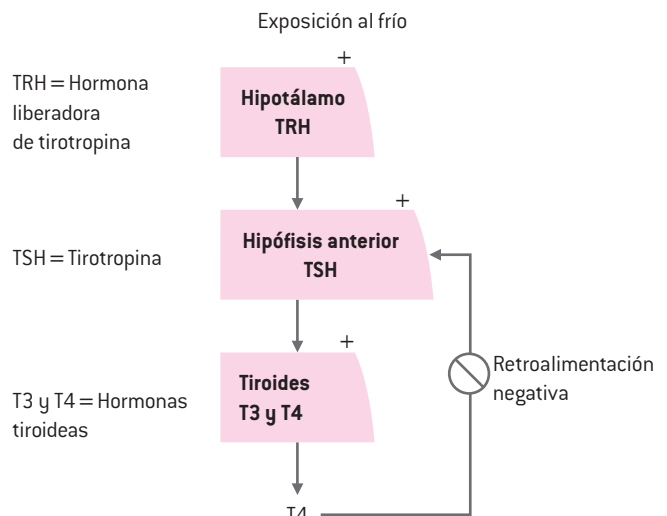 Exposición al frío
+
TRH = Hormona
liberadora
de tirotropina
Hipotálamo
TRH
+
Hipófisis anterior
TSH
TSH = Tirotropina
+
Tiroides
T3 y T4
Retroalimentación
negativa
T3 y T4 = Hormonas
tiroideas
T4